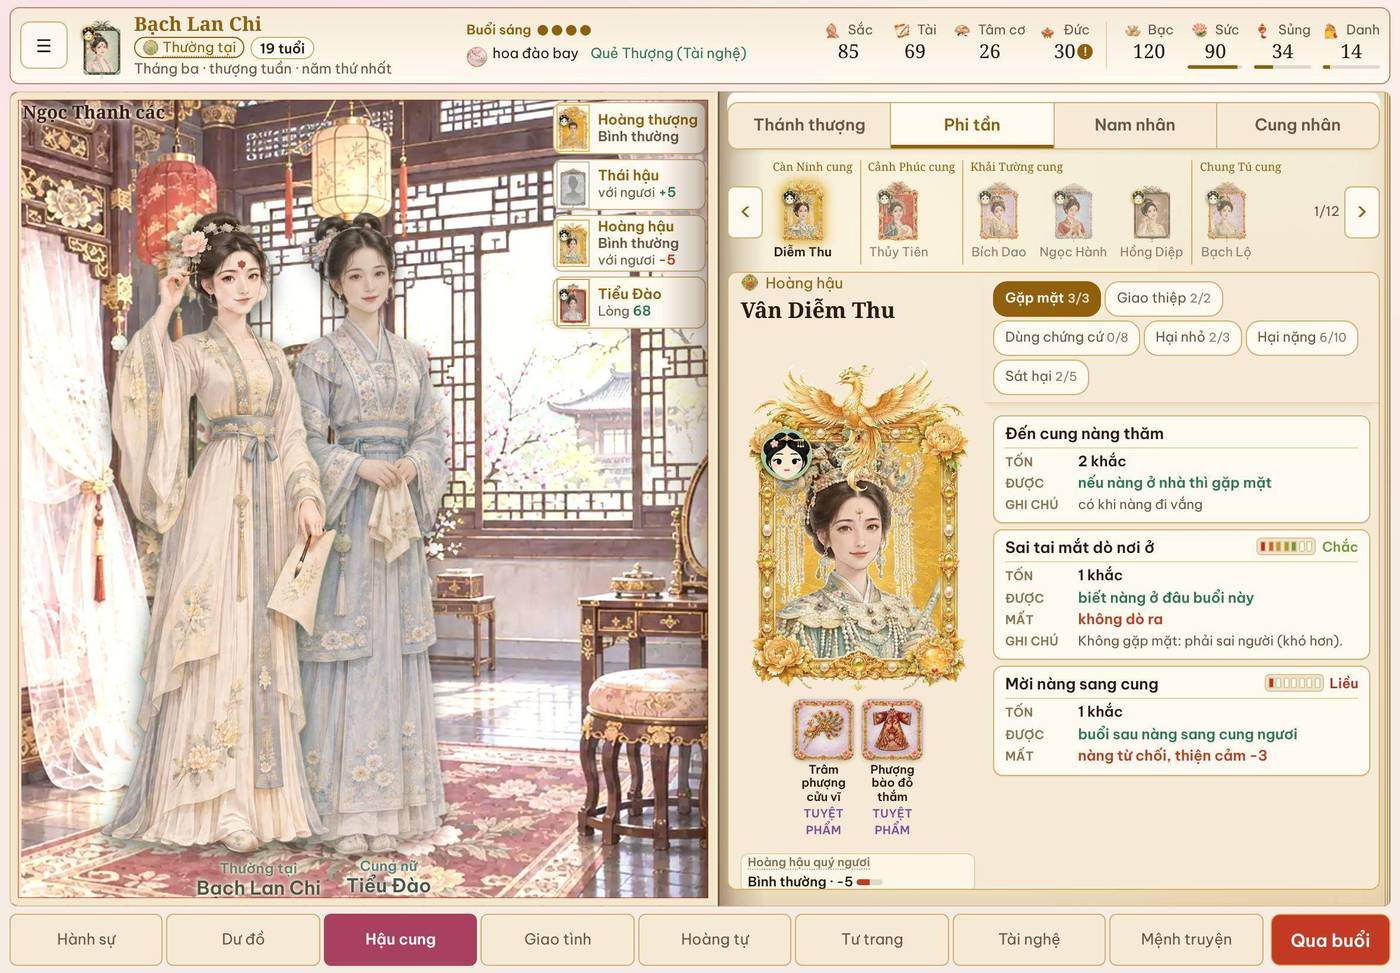 Bạch Lan Chi
Thường tại
19 tuổi
Tháng ba · thượng tuần · năm thứ nhất
Buổi sáng
hoa đào bay
Quẻ Thượng (Tài nghệ)
Sắc
85
Tài
69
Tâm cơ
26
Đức
30
Bạc
120
Sức
90
Sủng
34
Danh
14
Ngọc Thanh các
Hoàng thượng
Bình thường
Thái hậu
với ngươi +5
Hoàng hậu
Bình thường
với ngươi -5
Tiểu Đào
Lòng 68
Thường tại
Bạch Lan Chi
Cung nữ
Tiểu Đào
Thánh thượng
Phi tần
Nam nhân
Cung nhân
Càn Ninh cung
Cảnh Phúc cung
Khải Tường cung
Chung Tú cung
Diễm Thu
Thủy Tiên
Bích Dao
Ngọc Hành
Hồng Diệp
Bạch Lộ
1/12
Hoàng hậu
Vân Diễm Thu
Trâm phượng cửu vĩ
TUYỆT PHẨM
Phượng bào đỏ thắm
TUYỆT PHẨM
Hoàng hậu quý ngươi
Bình thường · -5
Gặp mặt 3/3
Giao thiệp 2/2
Dùng chứng cứ 0/8
Hại nhỏ 2/3
Hại nặng 6/10
Sát hại 2/5
Đến cung nàng thăm
TỐN 2 khắc
ĐƯỢC nếu nàng ở nhà thì gặp mặt
GHI CHÚ có khi nàng đi vắng
Sai tai mắt dò nơi ở
Chắc
TỐN 1 khắc
ĐƯỢC biết nàng ở đâu buổi này
MẤT không dò ra
GHI CHÚ Không gặp mặt: phải sai người (khó hơn).
Mời nàng sang cung
Liều
TỐN 1 khắc
ĐƯỢC buổi sau nàng sang cung ngươi
MẤT nàng từ chối, thiện cảm -3
Hành sự
Dư đồ
Hậu cung
Giao tình
Hoàng tự
Tư trang
Tài nghệ
Mệnh truyện
Qua buổi